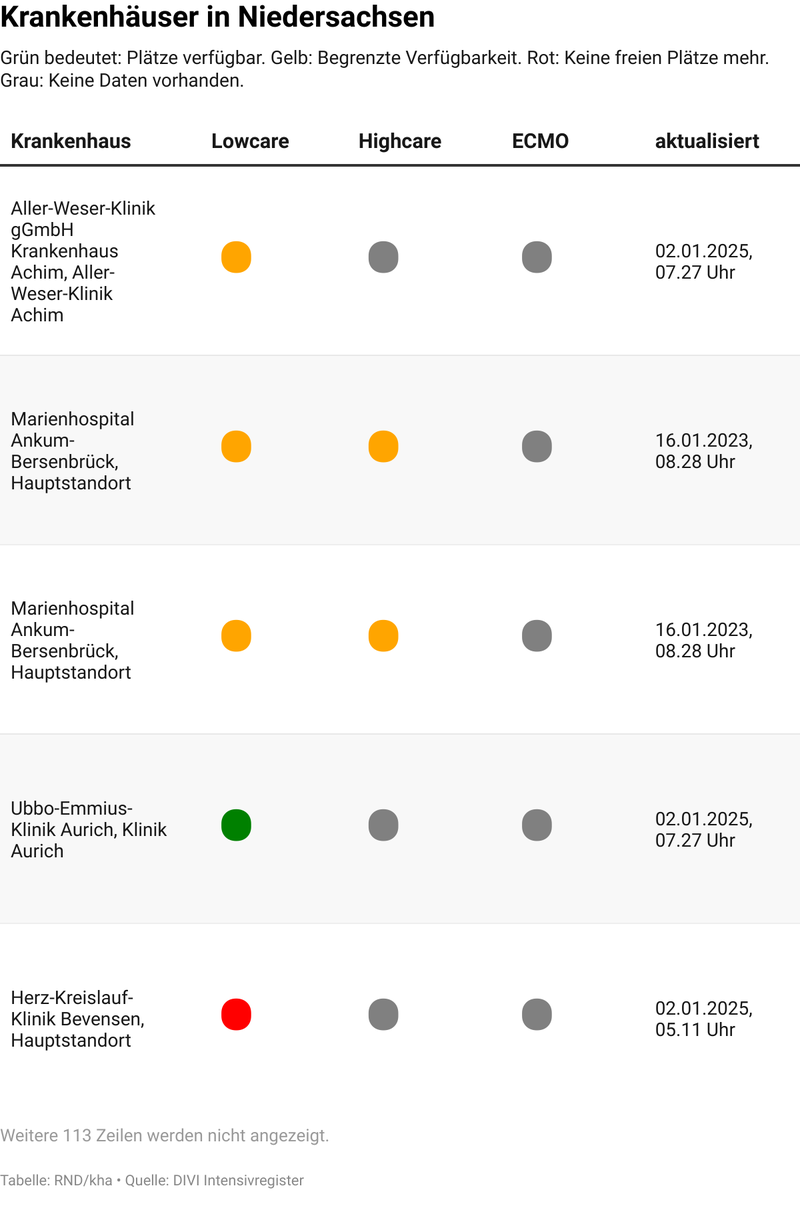 Krankenhäuser in Niedersachsen
Grün bedeutet: Plätze verfügbar. Gelb: Begrenzte Verfügbarkeit. Rot: Keine freien Plätze mehr.
Grau: Keine Daten vorhanden.
Krankenhaus Lowcare Highcare ECMO aktualisiert
Aller-Weser-Klinik
gGmbH
Krankenhaus
Achim, Aller-
Weser-Klinik
Achim
02.01.2025,
07.27 Uhr
Marienhospital
Ankum-
Bersenbrück,
Hauptstandort
16.01.2023,
08.28 Uhr
Marienhospital
Ankum-
Bersenbrück,
Hauptstandort
16.01.2023,
08.28 Uhr
Ubbo-Emmius-
Klinik Aurich, Klinik
Aurich
02.01.2025,
07.27 Uhr
Herz-Kreislauf-
Klinik Bevensen,
Hauptstandort
02.01.2025,
05.11 Uhr
Weitere 113 Zeilen werden nicht angezeigt.
Tabelle: RND/kha • Quelle: DIVI Intensivregister